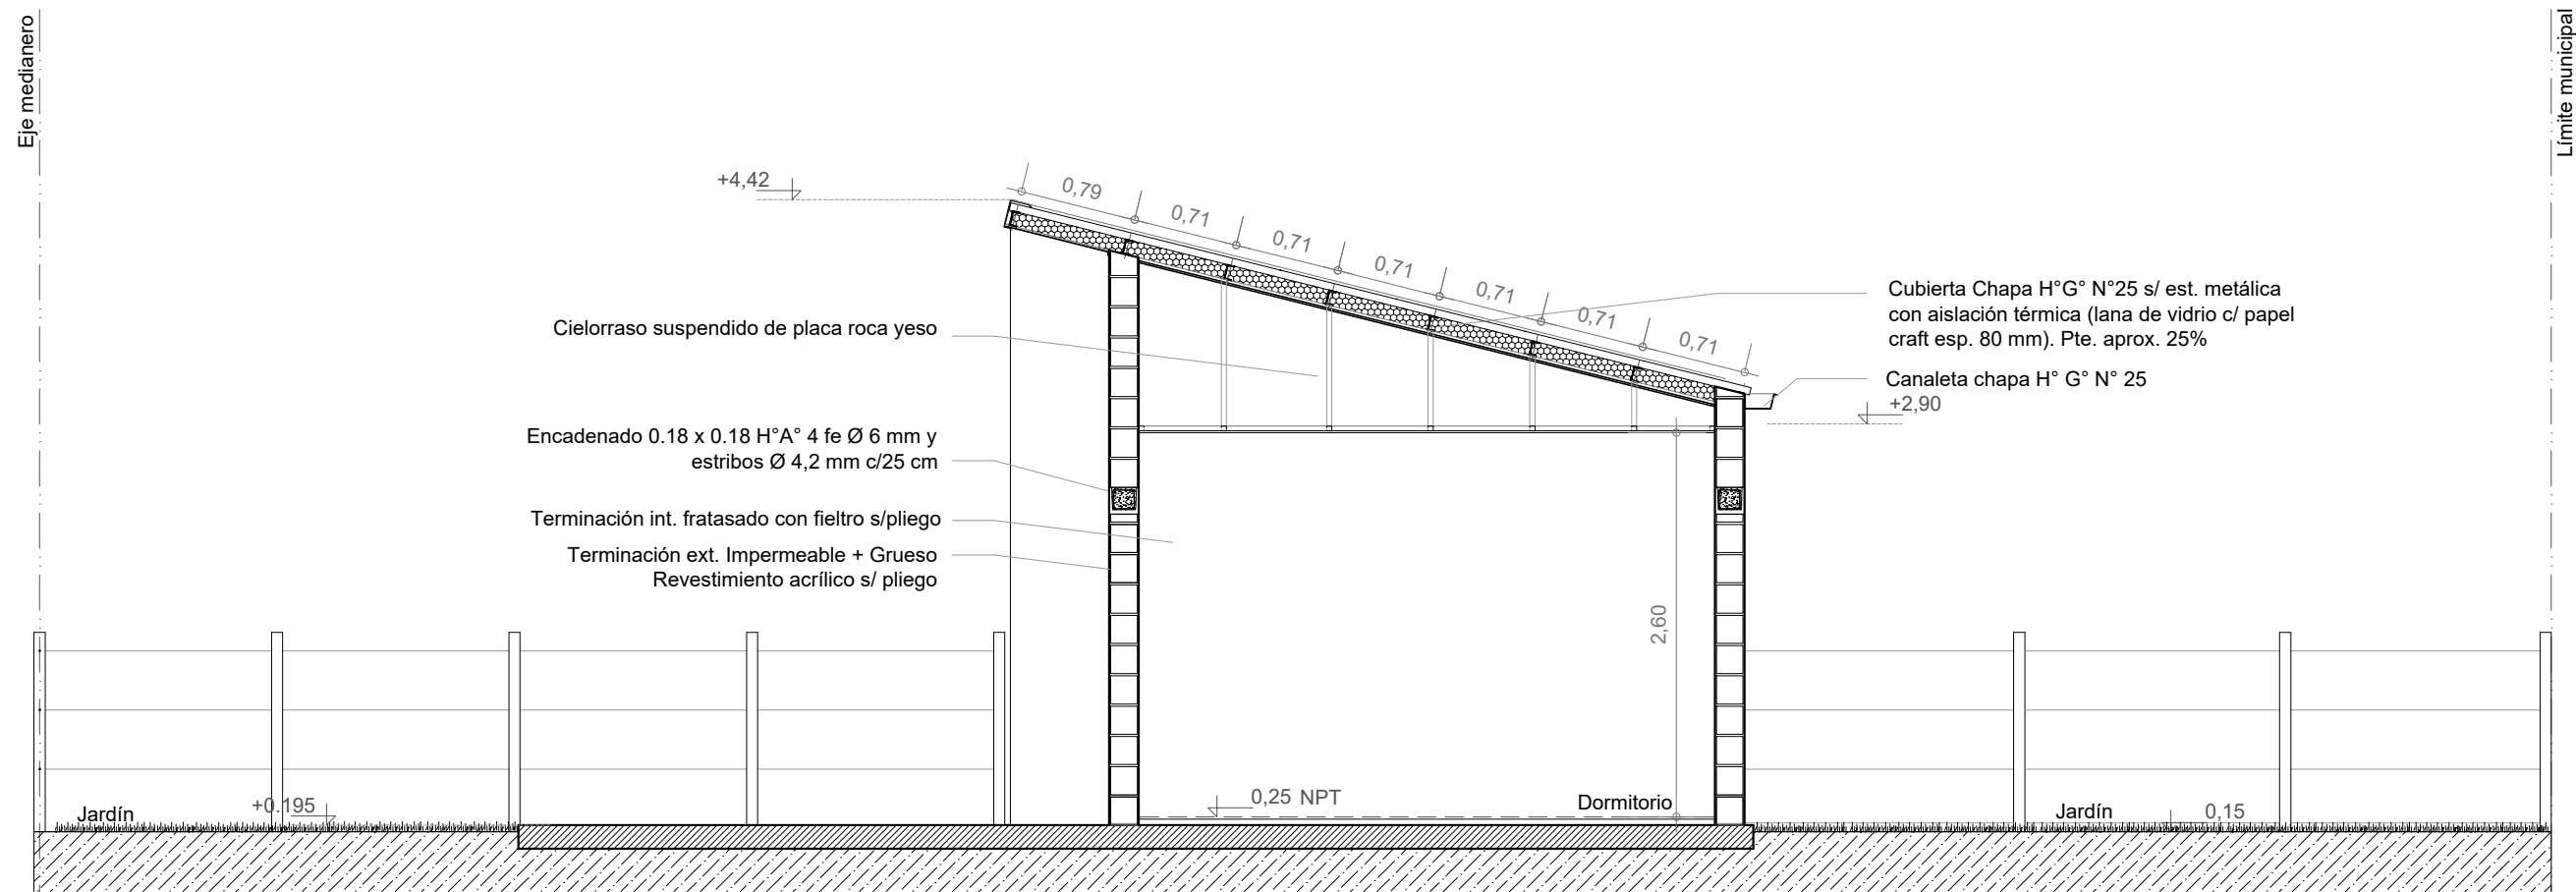 Eje medianero
Límite municipal
+4,42
0,79
0,71
0,71
0,71
0,71
0,71
0,71
Cubierta Chapa H°G° N°25 s/ est. metálica
con aislación térmica (lana de vidrio c/ papel
craft esp. 80 mm). Pte. aprox. 25%
Canaleta chapa H° G° N° 25
+2,90
Cielorraso suspendido de placa roca yeso
Encadenado 0.18 x 0.18 H°A° 4 fe Ø 6 mm y
estribos Ø 4,2 mm c/25 cm
Terminación int. fratasado con fieltro s/pliego
Terminación ext. Impermeable + Grueso
Revestimiento acrílico s/ pliego
2,60
Jardín
+0.195
0,25 NPT
Dormitorio
Jardín
0,15